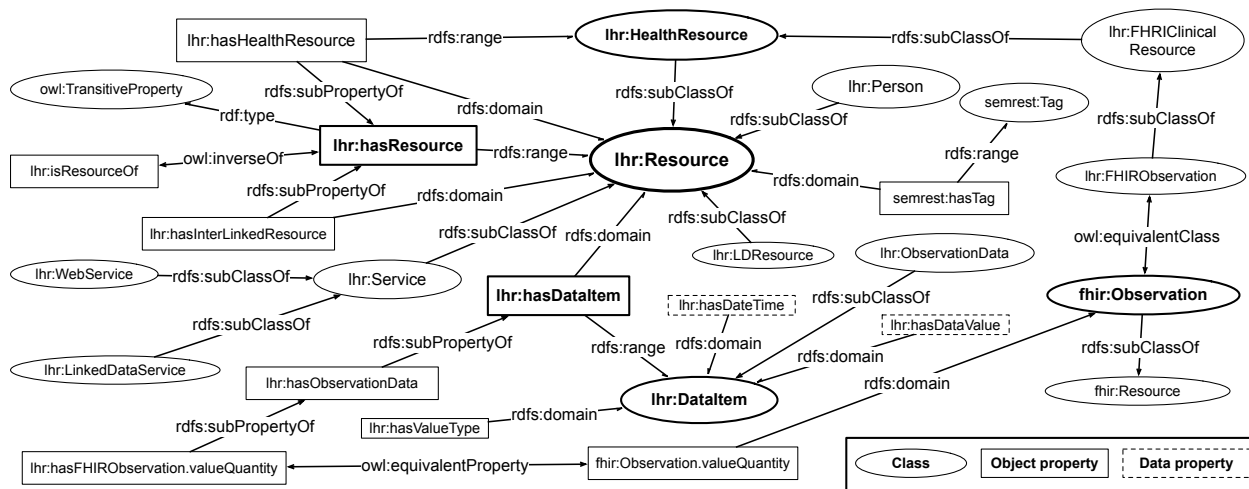 lhr:hasHealthResource
rdfs:range
lhr:HealthResource
rdfs:subClassOf
lhr:FHRIClinical
Resource
owl:TransitiveProperty
rdfs:subPropertyOf
rdfs:subClassOf
lhr:Person
semrest:Tag
rdf:type
rdfs:domain
rdfs:subClassOf
rdfs:subClassOf
lhr:hasResource
rdfs:range
lhr:Resource
rdfs:range
lhr:isResourceOf
owl:inverseOf
rdfs:subPropertyOf
rdfs:domain
rdfs:domain
semrest:hasTag
lhr:FHIRObservation
lhr:hasInterLinkedResource
rdfs:subClassOf
rdfs:domain
rdfs:subClassOf
owl:equivalentClass
lhr:WebService
rdfs:subClassOf
lhr:Service
lhr:LDResource
lhr:ObservationData
lhr:hasDataItem
lhr:hasDateTime
rdfs:subClassOf
fhir:Observation
rdfs:subClassOf
rdfs:subPropertyOf
rdfs:range
rdfs:domain
lhr:hasDataValue
rdfs:domain
rdfs:subClassOf
lhr:LinkedDataService
lhr:hasObservationData
rdfs:domain
lhr:DataItem
fhir:Resource
rdfs:subPropertyOf
lhr:hasValueType
rdfs:domain
lhr:hasFHIRObservation.valueQuantity
owl:equivalentProperty
fhir:Observation.valueQuantity
Class
Object property
Data property